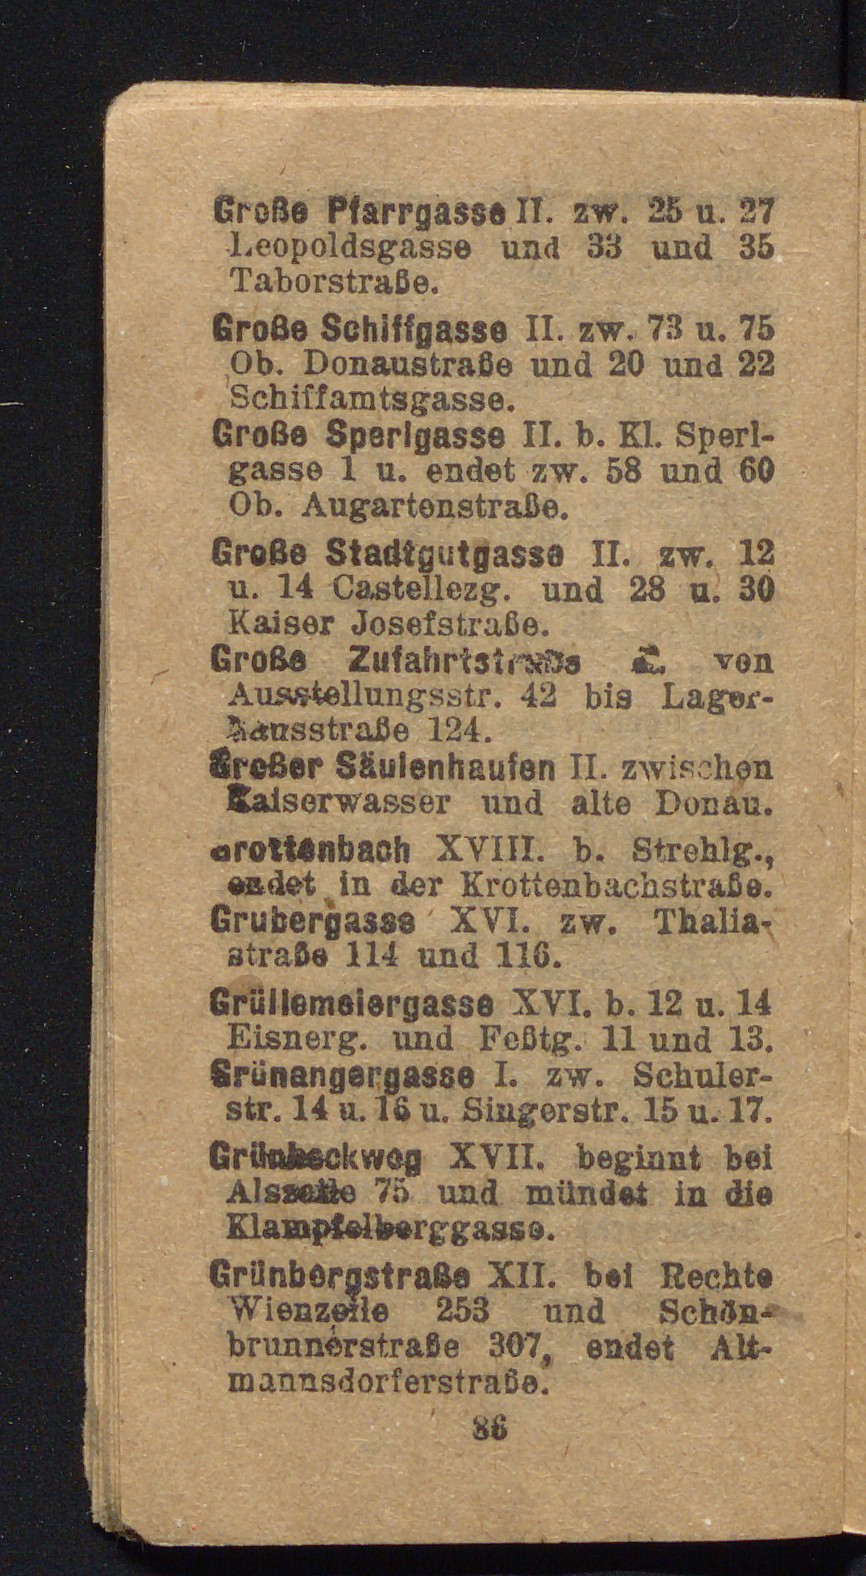 Große Pfarrgasse II. zw. 25 u. 27
Leopoldsgasse und 33 und 35
Taborstraße.
Große Schiffgasse II. zw. 73 u. 75
Ob. Donaustraße und 20 und 22
Schiffamtsgasse.
Große Sperlgasse II. b. Kl. Sperl-
gasse 1 u. endet zw. 58 und 60
Ob. Augartenstraße.
Große Stadtgutgasse II. zw. 12
u. 14 Castellezg. und 28 u. 30
Kaiser Josefstraße.
Große Zufahrtstraße von
Ausstellungsstr. 42 bis Lager-
hausstraße 124.
Großer Säulenhaufen II. zwischen
Kaiserwasser und alte Donau.
Grottenbach XVIII. b. Strehlg.,
endet in der Krottenbachstraße.
Grubergasse XVI. zw. Thalia-
straße 114 und 116.
Grüllemeiergasse XVI. b. 12 u. 14
Eisnerg. und Feßtg. 11 und 13.
Grünangergasse I. zw. Schuler-
str. 14 u. 16 u. Singerstr. 15 u. 17.
Grünbeckweg XVII. beginnt bei
Alszeile 75 und mündet in die
Klampfelberggasse.
Grünbergstraße XII. bei Rechte
Wienzeile 253 und Schön-
brunnerstraße 307, endet Alt-
mannsdorferstraße.
86